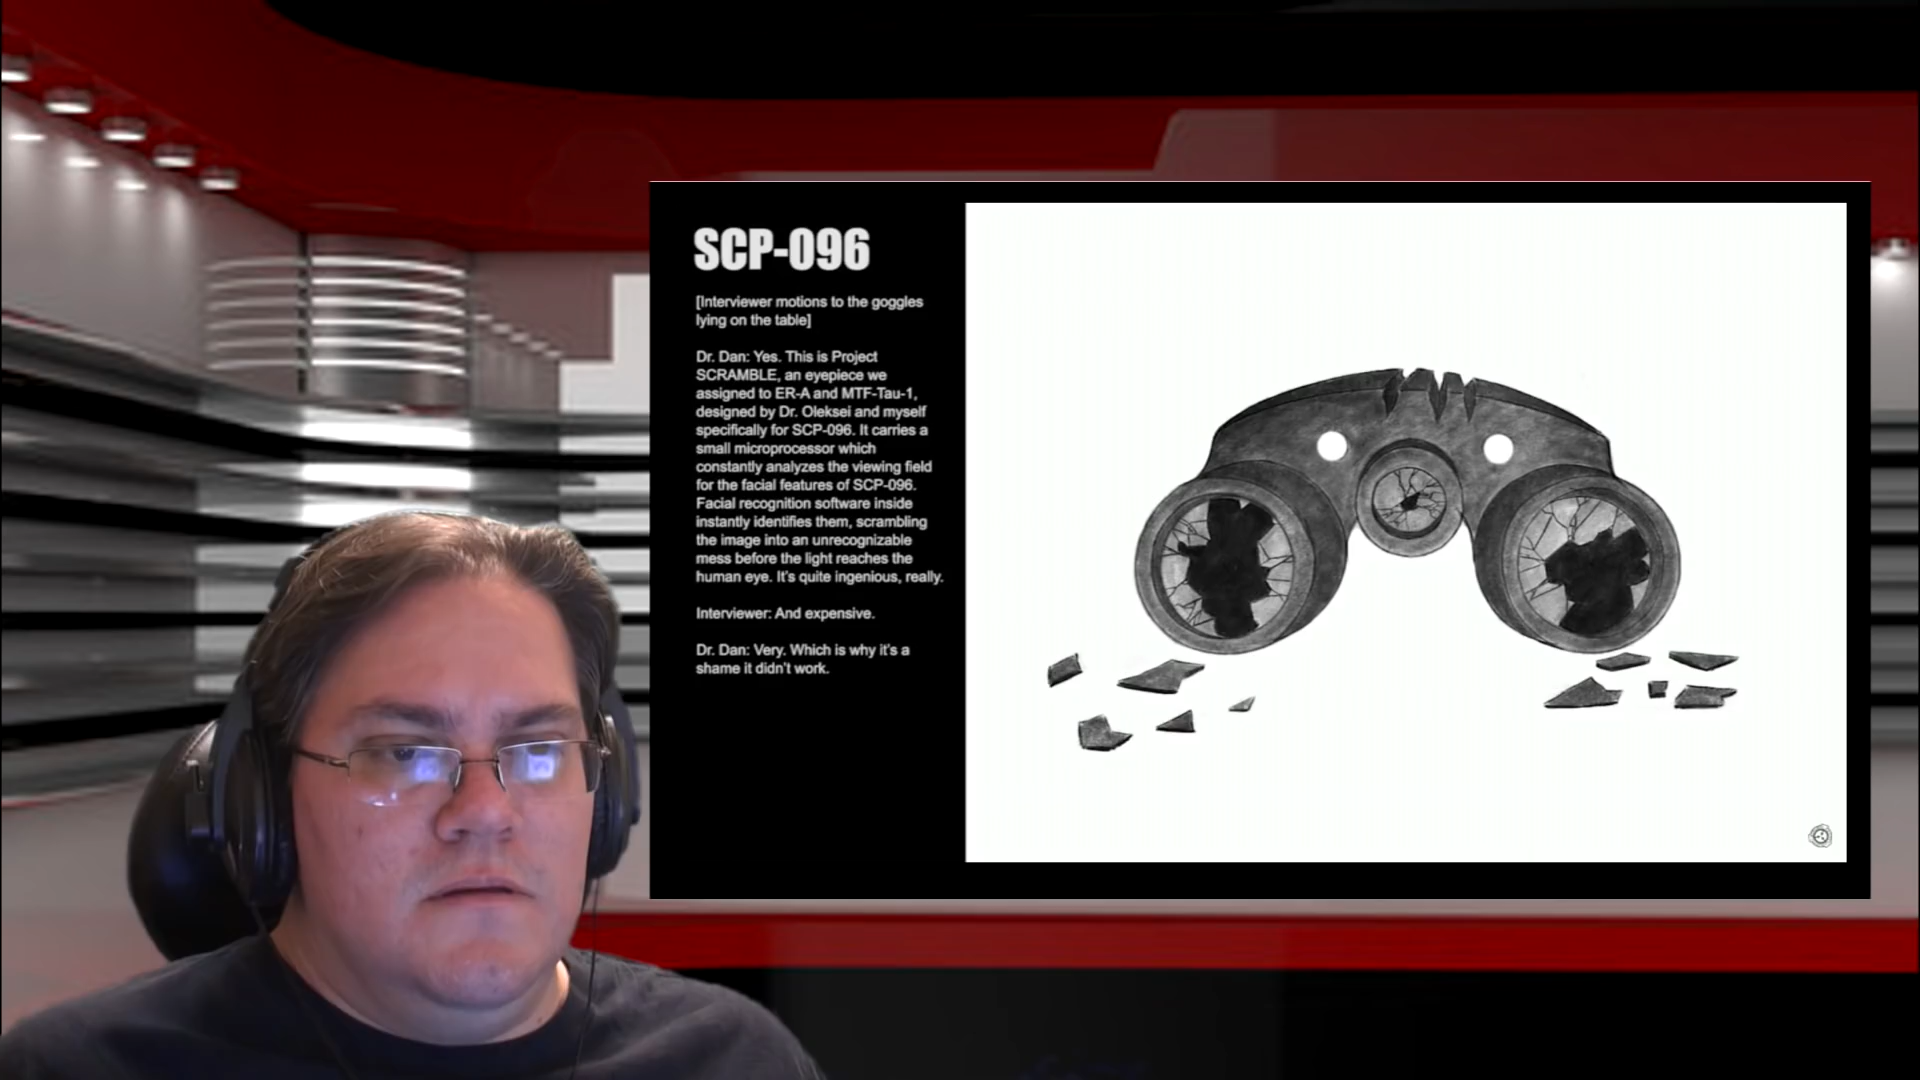 SCP-096
[Interviewer motions to the goggles
lying on the table]
Dr. Dan: Yes. This is Project
SCRAMBLE, an eyepiece we
assigned to ER-A and MTF-Tau-1,
designed by Dr. Oleksei and myself
specifically for SCP-096. It carries a
small microprocessor which
constantly analyzes the viewing field
for the facial features of SCP-096.
Facial recognition software inside
instantly identifies them, scrambling
the image into an unrecognizable
mess before the light reaches the
human eye. It's quite ingenious, really.
Interviewer: And expensive.
Dr. Dan: Very. Which is why it's a
shame it didn't work.